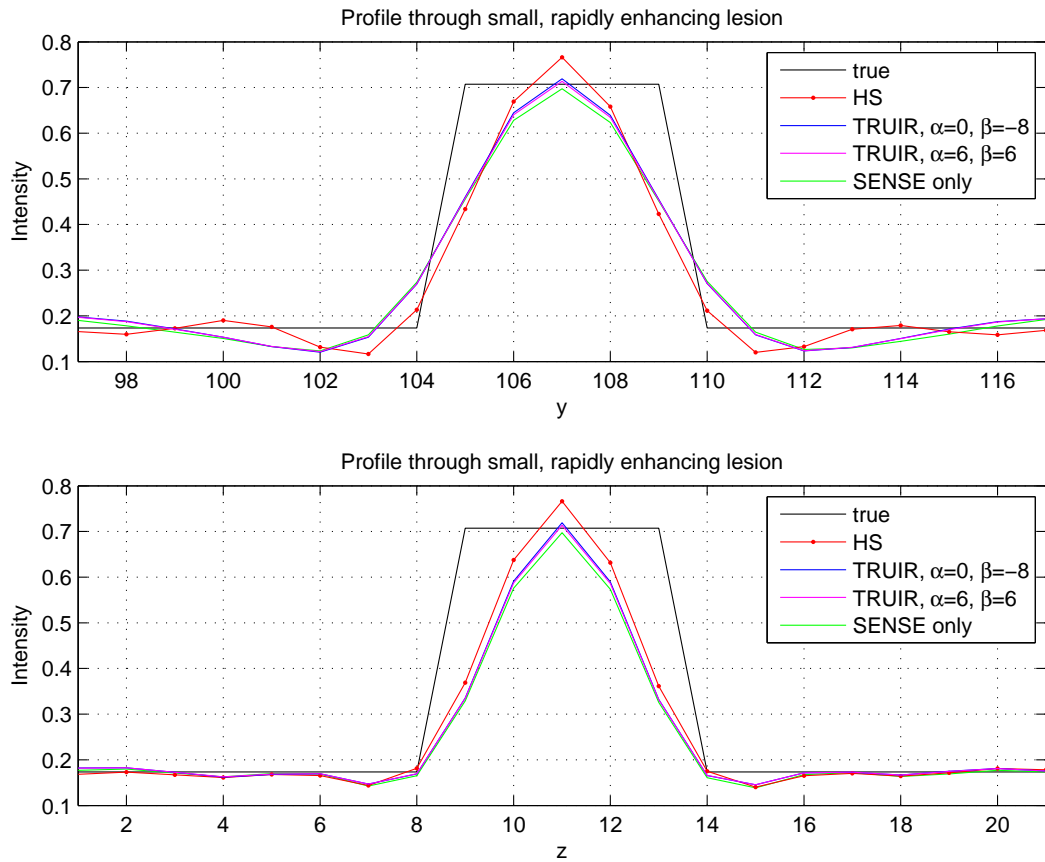 Profile through small, rapidly enhancing lesion
0.8
0.7
0.6
0.5
0.4
0.3
0.2
0.1
Intensity
true
HS
TRUIR, α=0, β=−8
TRUIR, α=6, β=6
SENSE only
98 100 102 104 106 108 110 112 114 116
y
Profile through small, rapidly enhancing lesion
0.8
0.7
0.6
0.5
0.4
0.3
0.2
0.1
Intensity
true
HS
TRUIR, α=0, β=−8
TRUIR, α=6, β=6
SENSE only
2 4 6 8 10 12 14 16 18 20
z